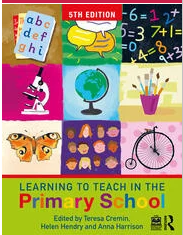 5TH EDITION
a b c
d e f
g h i
LEARNING TO TEACH IN THE
Primary School
Edited by Teresa Cremin,
Helen Hendry and Anna Harrison